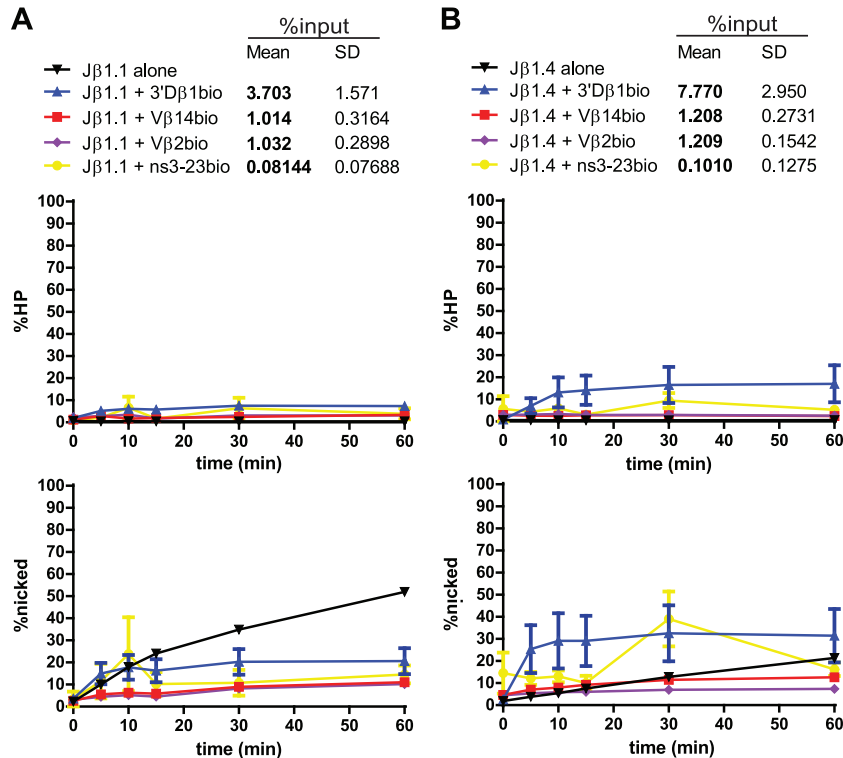 A
%input
Mean SD
Jβ1.1 alone
Jβ1.1 + 3'Dβ1bio 3.703 1.571
Jβ1.1 + Vβ14bio 1.014 0.3164
Jβ1.1 + Vβ2bio 1.032 0.2898
Jβ1.1 + ns3-23bio 0.08144 0.07688
100
90
80
70
60
50
40
30
20
10
0
%HP
0 10 20 30 40 50 60
time (min)
100
90
80
70
60
50
40
30
20
10
0
%nicked
0 10 20 30 40 50 60
time (min)
B
%input
Mean SD
Jβ1.4 alone
Jβ1.4 + 3'Dβ1bio 7.770 2.950
Jβ1.4 + Vβ14bio 1.208 0.2731
Jβ1.4 + Vβ2bio 1.209 0.1542
Jβ1.4 + ns3-23bio 0.1010 0.1275
100
90
80
70
60
50
40
30
20
10
0
%HP
0 10 20 30 40 50 60
time (min)
100
90
80
70
60
50
40
30
20
10
0
%nicked
0 10 20 30 40 50 60
time (min)